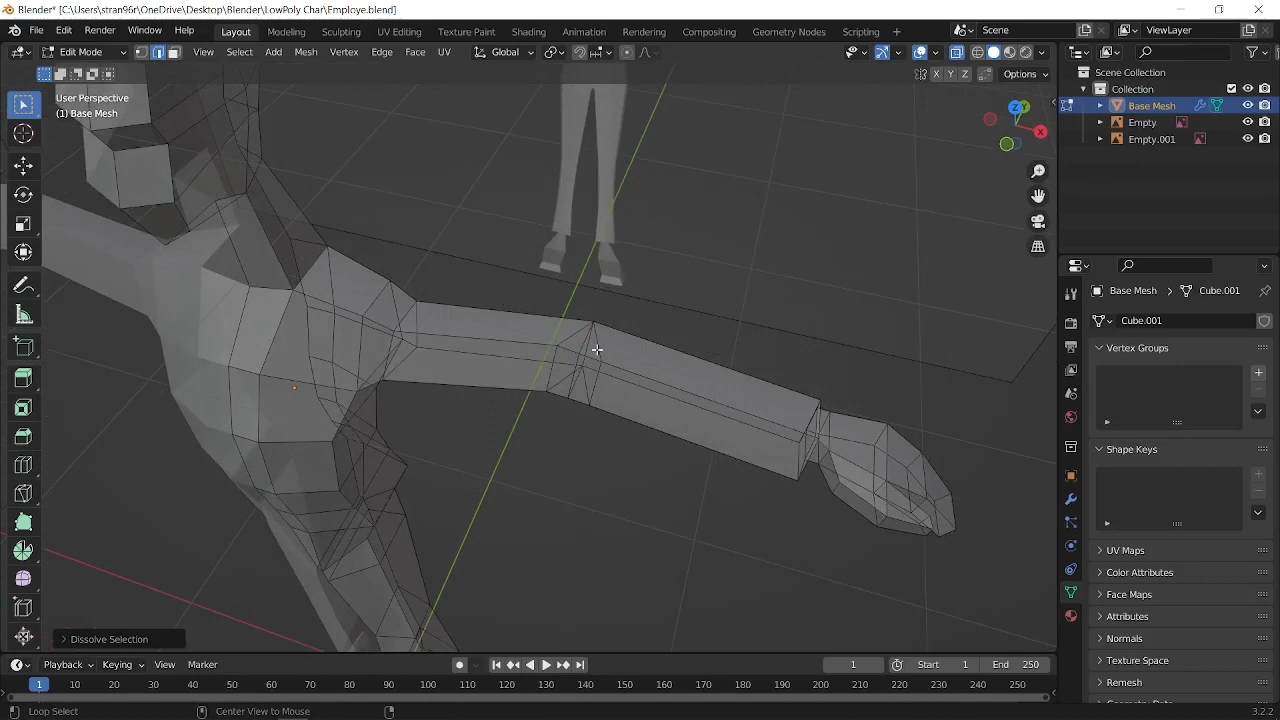 Blender* [C:\Users\stran96r\OneDrive\Desktop\Blender\LowPoly Char\Employe.blend]
File Edit Render Window Help Layout Modeling Sculpting UV Editing Texture Paint Shading Animation Rendering Compositing Geometry Nodes Scripting Scene ViewLayer
Edit Mode View Select Add Mesh Vertex Edge Face UV Global
X Y Z Options
Scene Collection
Collection
Base Mesh
Empty
Empty.001
User Perspective
(1) Base Mesh
Z
Y
X
Base Mesh Cube.001
Cube.001
Vertex Groups
Shape Keys
UV Maps
Color Attributes
Face Maps
Attributes
Normals
Texture Space
Remesh
Dissolve Selection
Playback Keying View Marker 1 Start 1 End 250
1 10 20 30 40 50 60 70 80 90 100 110 120 130 140 150 160 170 180 190 200 210 220 230 240 250
Loop Select Center View to Mouse 3.2.2